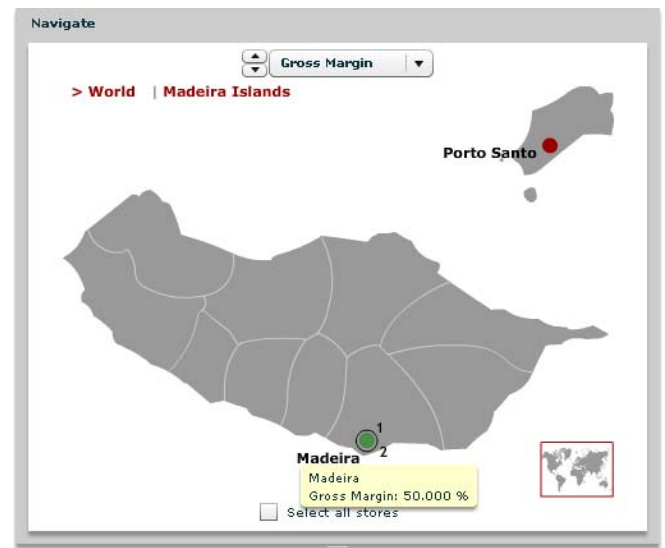 Navigate
Gross Margin
> World | Madeira Islands
Porto Santo
1
2
Madeira
Madeira
Gross Margin: 50.000 %
Select all stores